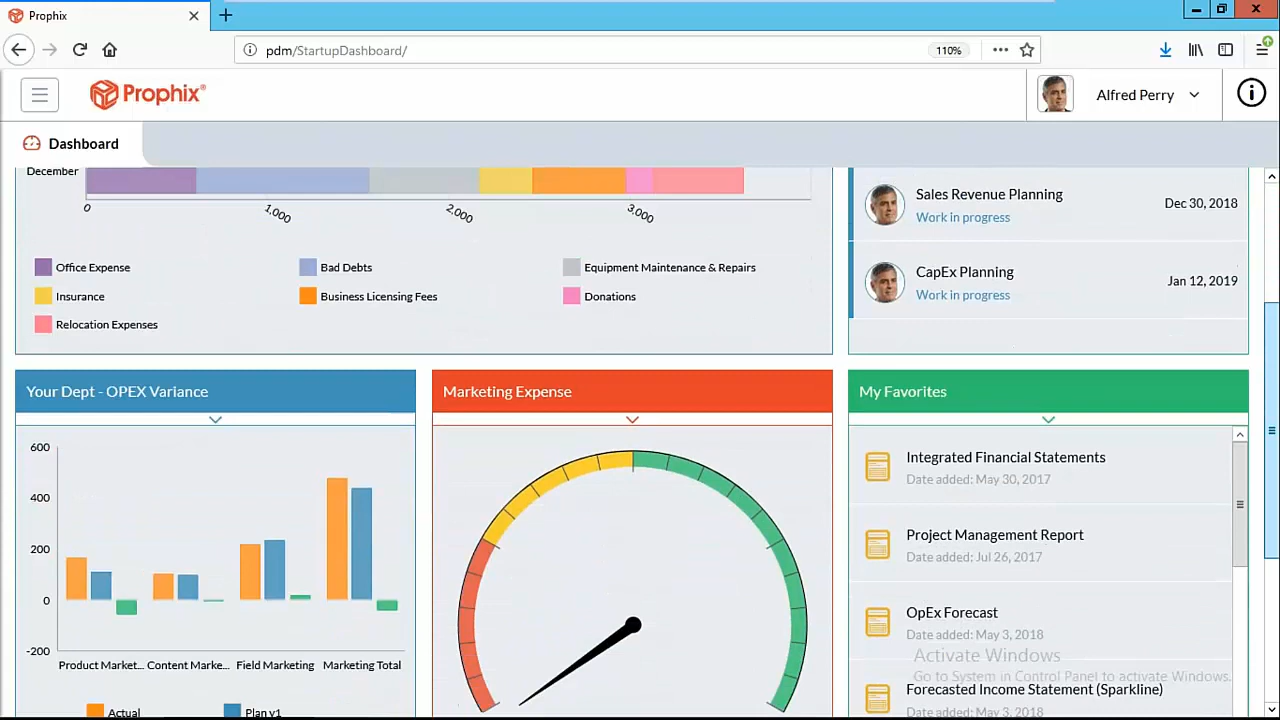 Prophix
pdm/StartupDashboard/
110%
Prophix®
Alfred Perry
Dashboard
December
0
1,000
2,000
3,000
Office Expense
Bad Debts
Equipment Maintenance & Repairs
Insurance
Business Licensing Fees
Donations
Relocation Expenses
Sales Revenue Planning
Work in progress
Dec 30, 2018
CapEx Planning
Work in progress
Jan 12, 2019
Your Dept - OPEX Variance
600
400
200
0
-200
Product Market...
Content Marke...
Field Marketing
Marketing Total
Actual
Plan v1
Marketing Expense
My Favorites
Integrated Financial Statements
Date added: May 30, 2017
Project Management Report
Date added: Jul 26, 2017
OpEx Forecast
Date added: May 3, 2018
Activate Windows
Go to System in Control Panel to activate Windows.
Forecasted Income Statement (Sparkline)
Date added: May 3, 2018